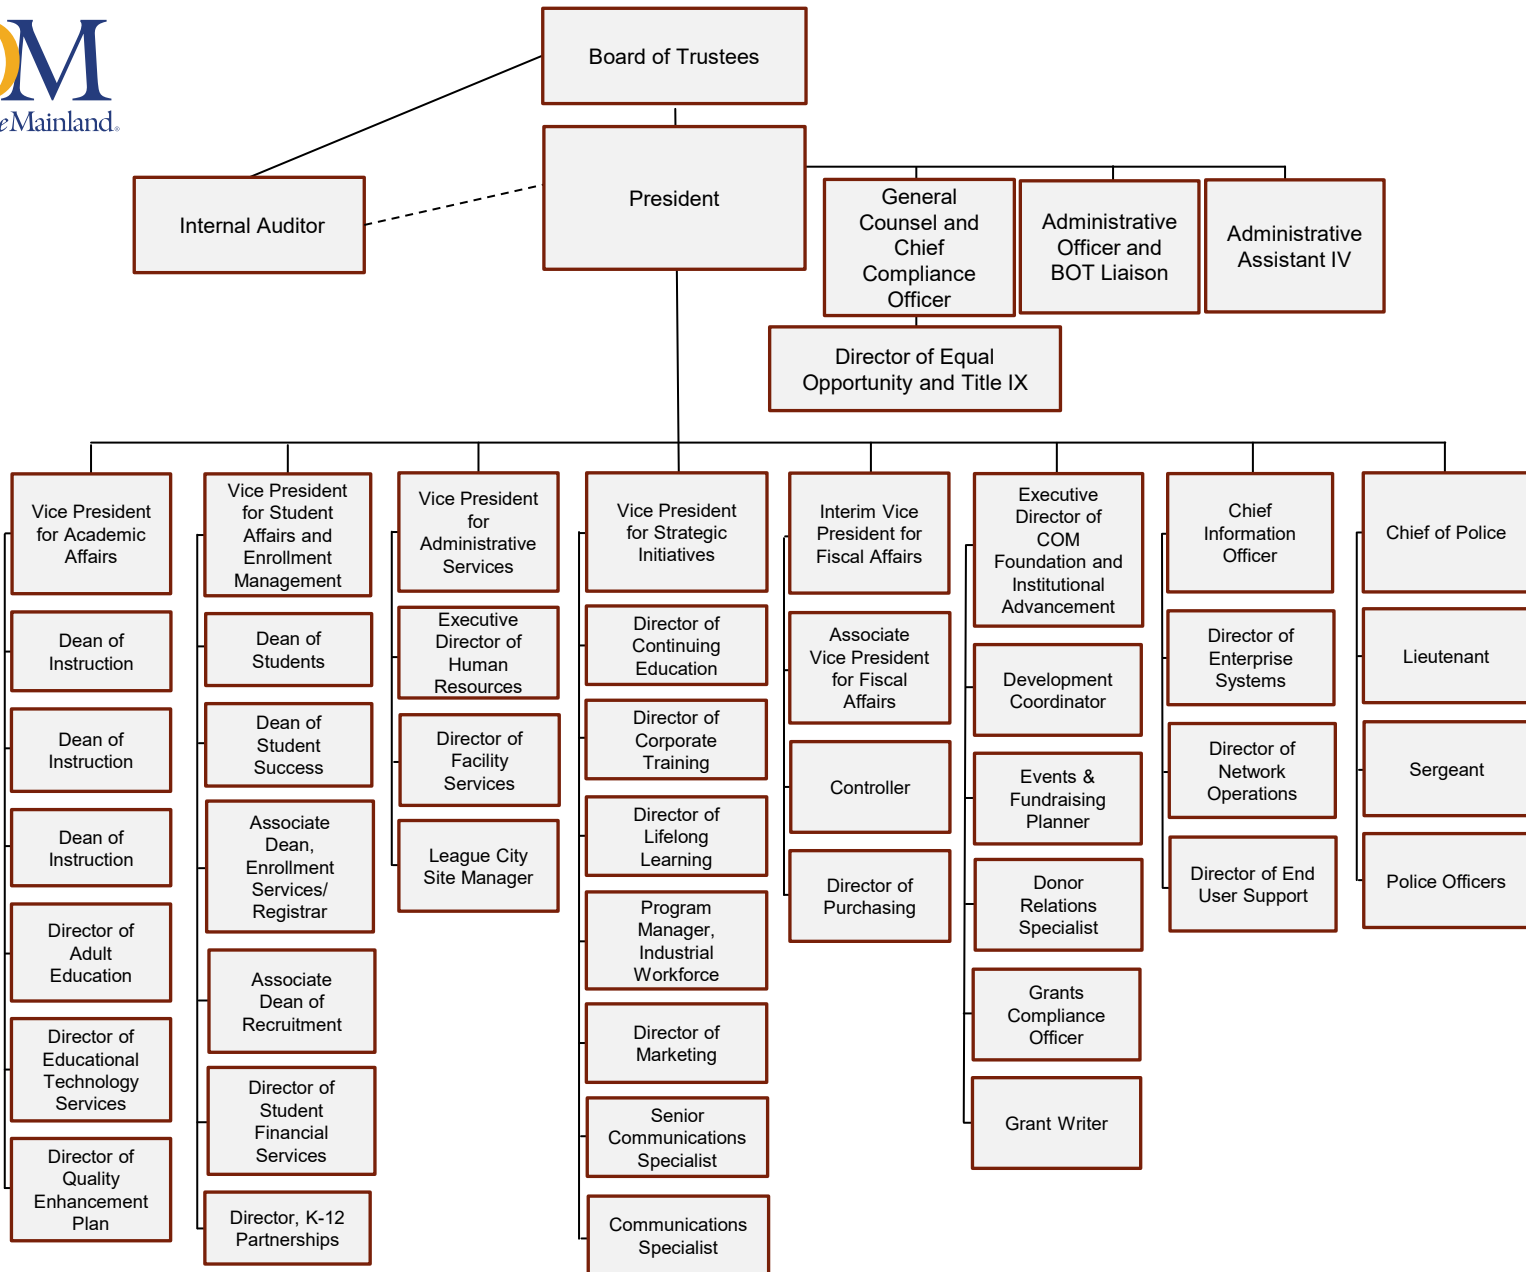 M
eMainland®
Board of Trustees
President
Internal Auditor
General
Counsel and
Chief
Compliance
Officer
Administrative
Officer and
BOT Liaison
Administrative
Assistant IV
Director of Equal
Opportunity and Title IX
Vice President
for Academic
Affairs
Dean of
Instruction
Dean of
Instruction
Dean of
Instruction
Director of
Adult
Education
Director of
Educational
Technology
Services
Director of
Quality
Enhancement
Plan
Vice President
for Student
Affairs and
Enrollment
Management
Dean of
Students
Dean of
Student
Success
Associate
Dean,
Enrollment
Services/
Registrar
Associate
Dean of
Recruitment
Director of
Student
Financial
Services
Director, K-12
Partnerships
Vice President
for
Administrative
Services
Executive
Director of
Human
Resources
Director of
Facility
Services
League City
Site Manager
Vice President
for Strategic
Initiatives
Director of
Continuing
Education
Director of
Corporate
Training
Director of
Lifelong
Learning
Program
Manager,
Industrial
Workforce
Director of
Marketing
Senior
Communications
Specialist
Communications
Specialist
Interim Vice
President for
Fiscal Affairs
Associate
Vice President
for Fiscal
Affairs
Controller
Director of
Purchasing
Executive
Director of
COM
Foundation and
Institutional
Advancement
Development
Coordinator
Events &
Fundraising
Planner
Donor
Relations
Specialist
Grants
Compliance
Officer
Grant Writer
Chief
Information
Officer
Director of
Enterprise
Systems
Director of
Network
Operations
Director of End
User Support
Chief of Police
Lieutenant
Sergeant
Police Officers